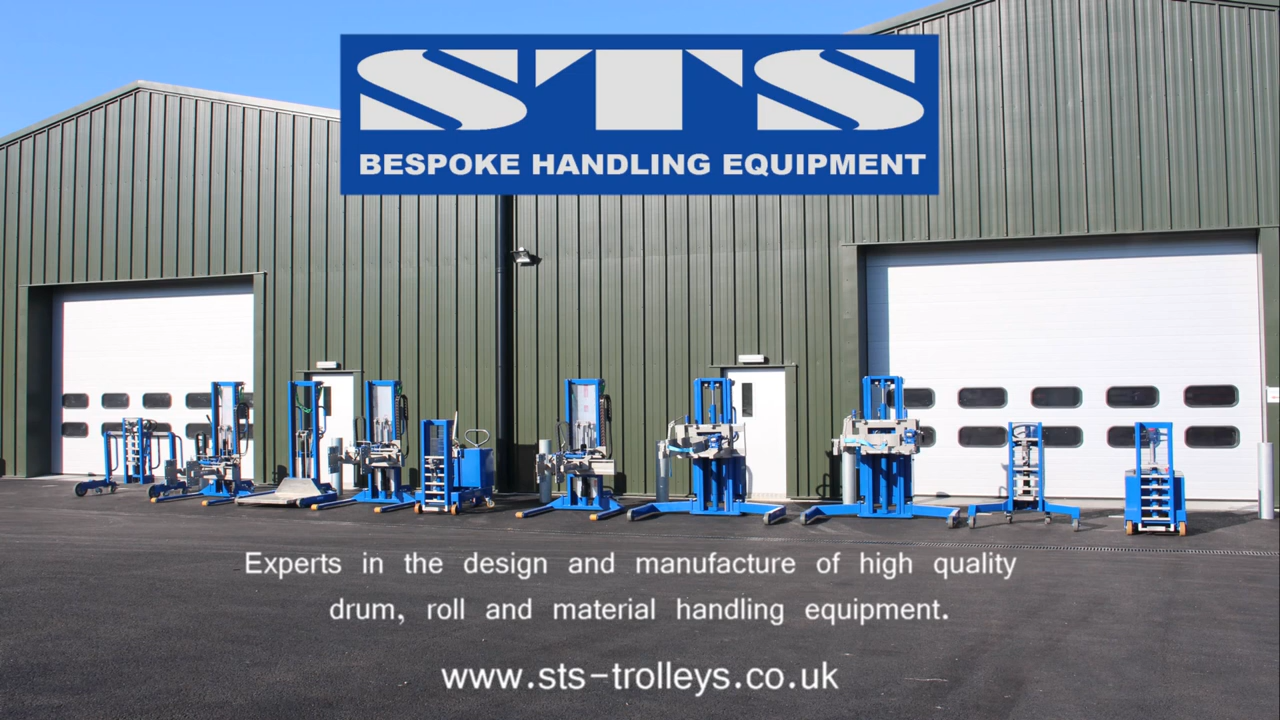 STS
BESPOKE HANDLING EQUIPMENT
Experts in the design and manufacture of high quality
drum, roll and material handling equipment.
www.sts-trolleys.co.uk